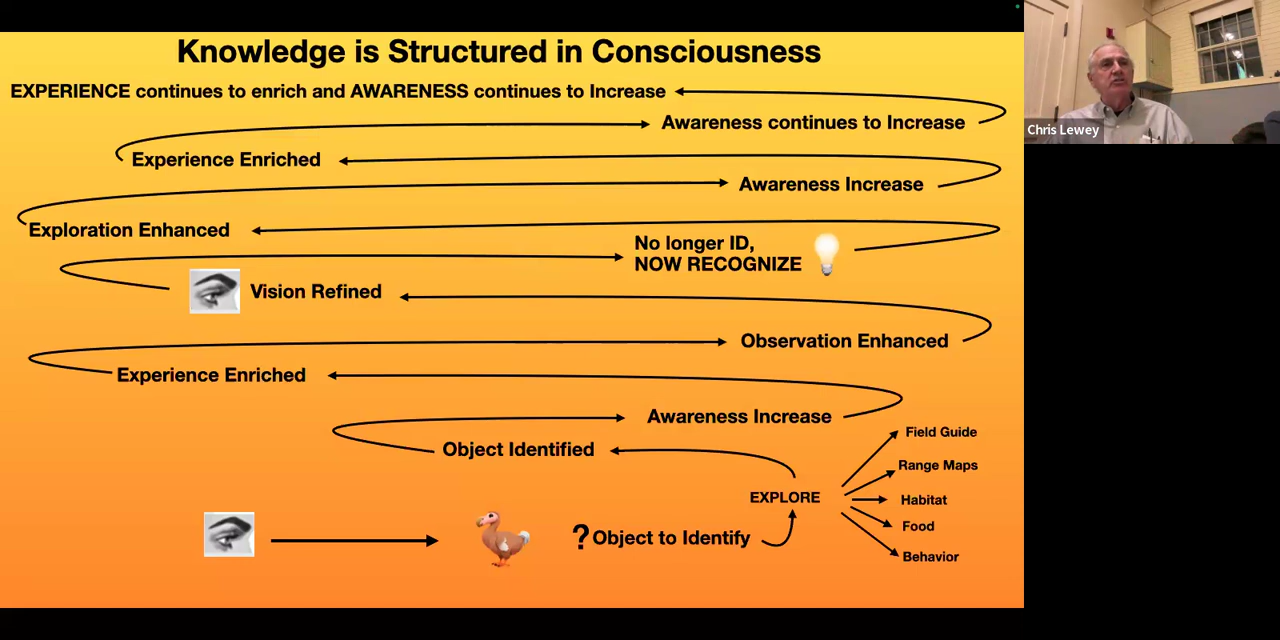 Knowledge is Structured in Consciousness
EXPERIENCE continues to enrich and AWARENESS continues to Increase
Awareness continues to Increase
Experience Enriched
Awareness Increase
Exploration Enhanced
No longer ID,
NOW RECOGNIZE
Vision Refined
Observation Enhanced
Experience Enriched
Awareness Increase
Object Identified
Field Guide
Range Maps
EXPLORE
Habitat
Food
? Object to Identify
Behavior
Chris Lewey